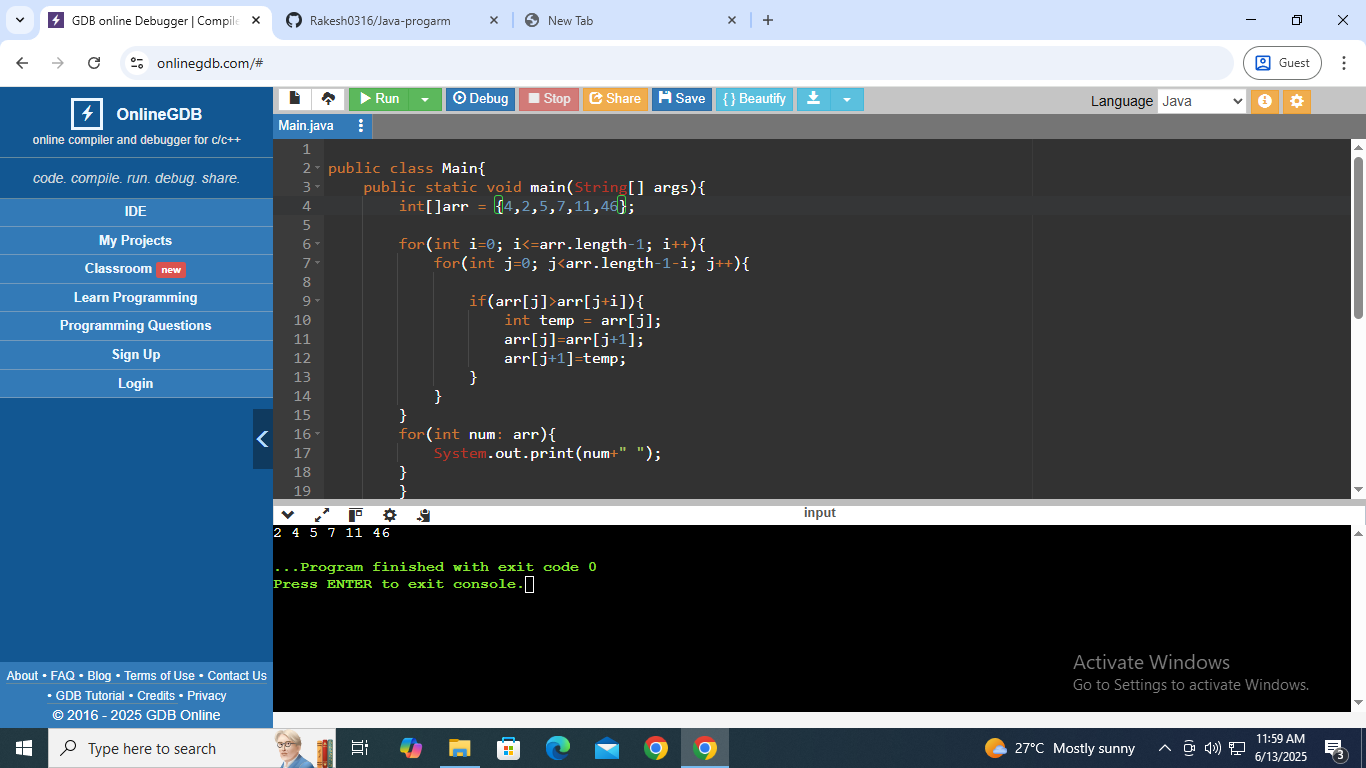 GDB online Debugger | Compile
Rakesh0316/Java-progarm
New Tab
onlinegdb.com/#
Guest
OnlineGDB
online compiler and debugger for c/c++
code. compile. run. debug. share.
IDE
My Projects
Classroom new
Learn Programming
Programming Questions
Sign Up
Login
About • FAQ • Blog • Terms of Use • Contact Us
• GDB Tutorial • Credits • Privacy
© 2016 - 2025 GDB Online
Run Debug Stop Share Save { } Beautify
Language Java
Main.java
1
2 public class Main{
3 public static void main(String[] args){
4 int[]arr = {4,2,5,7,11,46};
5
6 for(int i=0; i<=arr.length-1; i++){
7 for(int j=0; j<arr.length-1-i; j++){
8
9 if(arr[j]>arr[j+i]){
10 int temp = arr[j];
11 arr[j]=arr[j+1];
12 arr[j+1]=temp;
13 }
14 }
15 }
16 for(int num: arr){
17 System.out.print(num+" ");
18 }
19 }
input
2 4 5 7 11 46
...Program finished with exit code 0
Press ENTER to exit console.
Activate Windows
Go to Settings to activate Windows.
Type here to search
27°C Mostly sunny
11:59 AM
6/13/2025
3